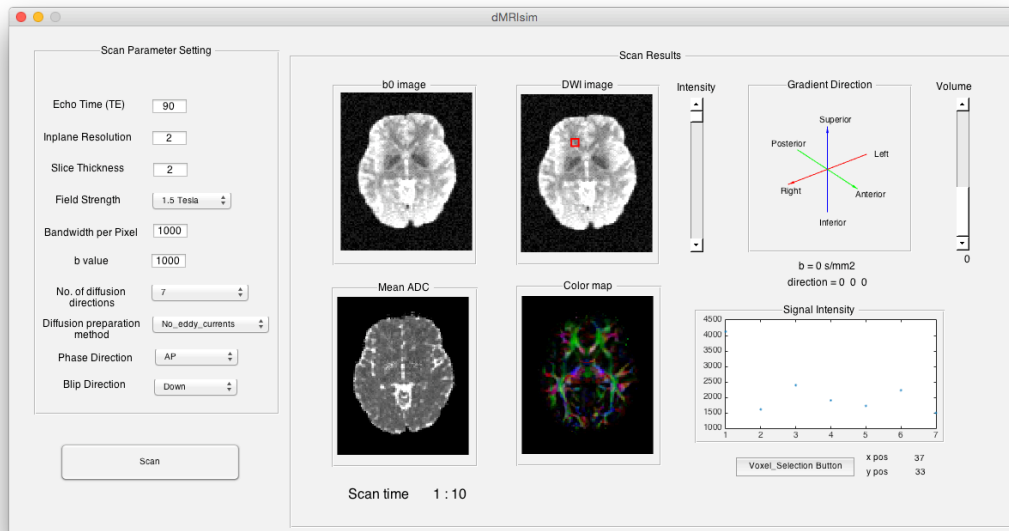 dMRIsim
Scan Parameter Setting
Echo Time (TE) 90
Inplane Resolution 2
Slice Thickness 2
Field Strength 1.5 Tesla
Bandwidth per Pixel 1000
b value 1000
No. of diffusion
directions 7
Diffusion preparation
method No_eddy_currents
Phase Direction AP
Blip Direction Down
Scan
Scan Results
b0 image
DWI image
Intensity
Gradient Direction
Superior
Posterior
Left
Right
Anterior
Inferior
b = 0 s/mm2
direction = 0 0 0
Volume
0
Mean ADC
Color map
Signal Intensity
4500
4000
3500
3000
2500
2000
1500
1000
1 2 3 4 5 6 7
Voxel_Selection Button
x pos 37
y pos 33
Scan time 1 : 10